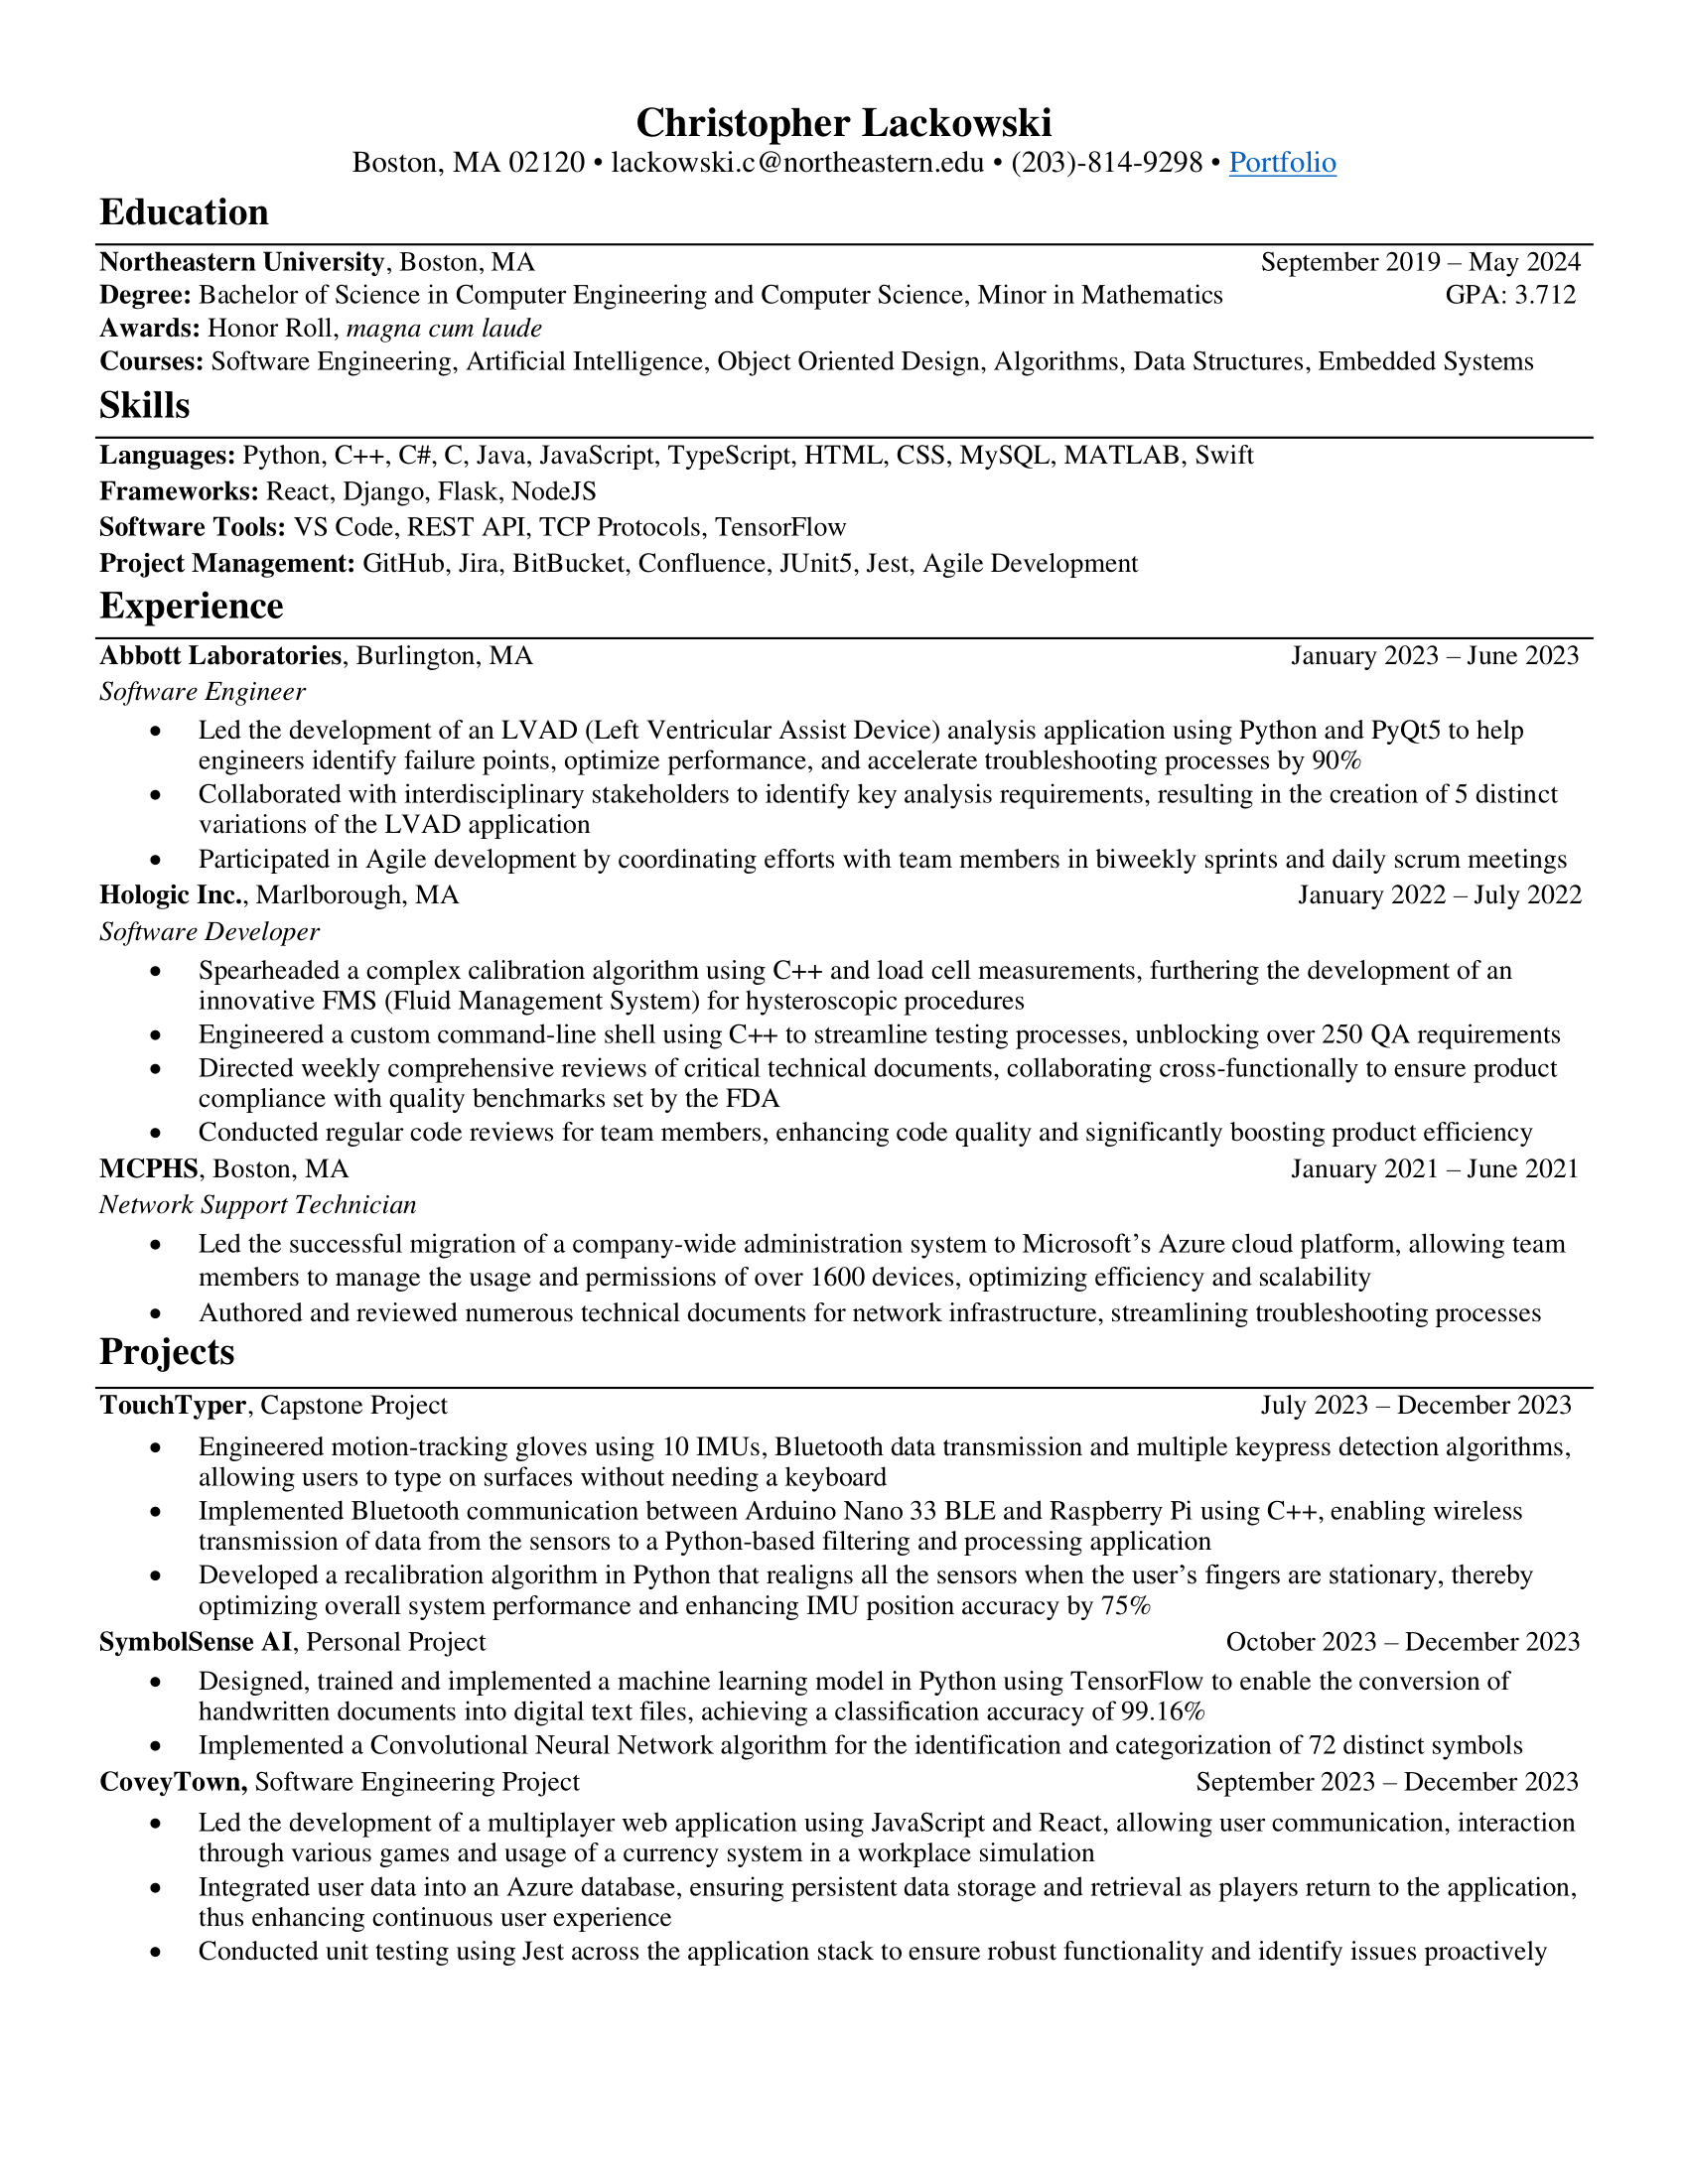 Christopher Lackowski
Boston, MA 02120 • lackowski.c@northeastern.edu • (203)-814-9298 • Portfolio
Education
Northeastern University, Boston, MA September 2019 – May 2024
Degree: Bachelor of Science in Computer Engineering and Computer Science, Minor in Mathematics GPA: 3.712
Awards: Honor Roll, magna cum laude
Courses: Software Engineering, Artificial Intelligence, Object Oriented Design, Algorithms, Data Structures, Embedded Systems
Skills
Languages: Python, C++, C#, C, Java, JavaScript, TypeScript, HTML, CSS, MySQL, MATLAB, Swift
Frameworks: React, Django, Flask, NodeJS
Software Tools: VS Code, REST API, TCP Protocols, TensorFlow
Project Management: GitHub, Jira, BitBucket, Confluence, JUnit5, Jest, Agile Development
Experience
Abbott Laboratories, Burlington, MA January 2023 – June 2023
Software Engineer
• Led the development of an LVAD (Left Ventricular Assist Device) analysis application using Python and PyQt5 to help
engineers identify failure points, optimize performance, and accelerate troubleshooting processes by 90%
• Collaborated with interdisciplinary stakeholders to identify key analysis requirements, resulting in the creation of 5 distinct
variations of the LVAD application
• Participated in Agile development by coordinating efforts with team members in biweekly sprints and daily scrum meetings
Hologic Inc., Marlborough, MA January 2022 – July 2022
Software Developer
• Spearheaded a complex calibration algorithm using C++ and load cell measurements, furthering the development of an
innovative FMS (Fluid Management System) for hysteroscopic procedures
• Engineered a custom command-line shell using C++ to streamline testing processes, unblocking over 250 QA requirements
• Directed weekly comprehensive reviews of critical technical documents, collaborating cross-functionally to ensure product
compliance with quality benchmarks set by the FDA
• Conducted regular code reviews for team members, enhancing code quality and significantly boosting product efficiency
MCPHS, Boston, MA January 2021 – June 2021
Network Support Technician
• Led the successful migration of a company-wide administration system to Microsoft’s Azure cloud platform, allowing team
members to manage the usage and permissions of over 1600 devices, optimizing efficiency and scalability
• Authored and reviewed numerous technical documents for network infrastructure, streamlining troubleshooting processes
Projects
TouchTyper, Capstone Project July 2023 – December 2023
• Engineered motion-tracking gloves using 10 IMUs, Bluetooth data transmission and multiple keypress detection algorithms,
allowing users to type on surfaces without needing a keyboard
• Implemented Bluetooth communication between Arduino Nano 33 BLE and Raspberry Pi using C++, enabling wireless
transmission of data from the sensors to a Python-based filtering and processing application
• Developed a recalibration algorithm in Python that realigns all the sensors when the user’s fingers are stationary, thereby
optimizing overall system performance and enhancing IMU position accuracy by 75%
SymbolSense AI, Personal Project October 2023 – December 2023
• Designed, trained and implemented a machine learning model in Python using TensorFlow to enable the conversion of
handwritten documents into digital text files, achieving a classification accuracy of 99.16%
• Implemented a Convolutional Neural Network algorithm for the identification and categorization of 72 distinct symbols
CoveyTown, Software Engineering Project September 2023 – December 2023
• Led the development of a multiplayer web application using JavaScript and React, allowing user communication, interaction
through various games and usage of a currency system in a workplace simulation
• Integrated user data into an Azure database, ensuring persistent data storage and retrieval as players return to the application,
thus enhancing continuous user experience
• Conducted unit testing using Jest across the application stack to ensure robust functionality and identify issues proactively